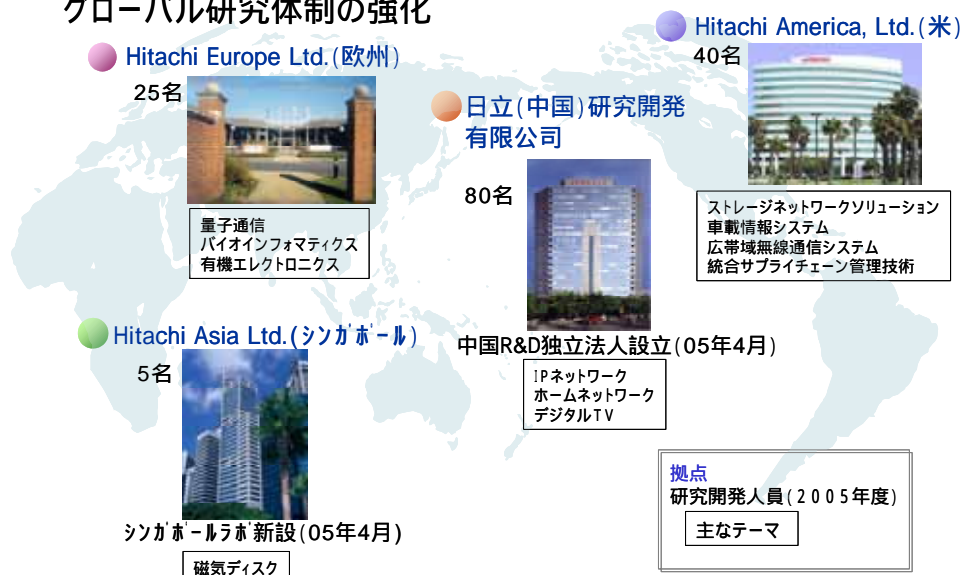 グローバル研究体制の強化
Hitachi Europe Ltd.(欧州)
25名
量子通信
バイオインフォマティクス
有機エレクトロニクス
日立(中国)研究開発
有限公司
80名
中国R&D独立法人設立(05年4月)
IPネットワーク
ホームネットワーク
デジタルTV
Hitachi America, Ltd.(米)
40名
ストレージネットワークソリューション
車載情報システム
広帯域無線通信システム
統合サプライチェーン管理技術
Hitachi Asia Ltd.(シンガポール)
5名
シンガポールラボ新設(05年4月)
磁気ディスク
拠点
研究開発人員(2005年度)
主なテーマ